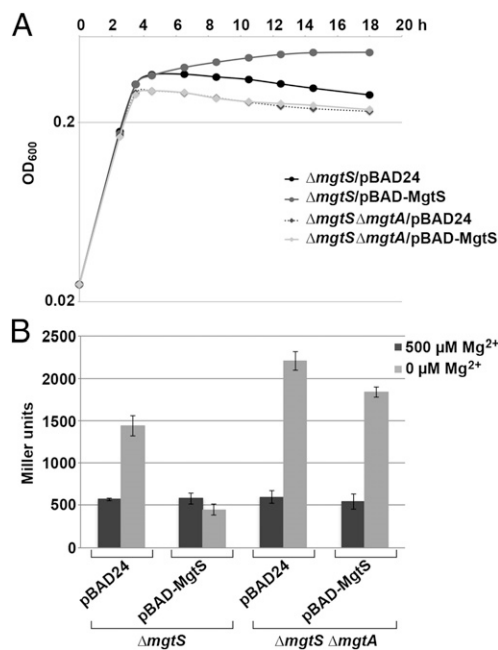 A
0 2 4 6 8 10 12 14 16 18 20 h
0.2
OD600
0.02
ΔmgtS/pBAD24
ΔmgtS/pBAD-MgtS
ΔmgtSΔmgtA/pBAD24
ΔmgtSΔmgtA/pBAD-MgtS
B
2500
2000
1500
1000
500
0
Miller units
500 μM Mg2+
0 μM Mg2+
pBAD24
pBAD-MgtS
pBAD24
pBAD-MgtS
ΔmgtS
ΔmgtS ΔmgtA